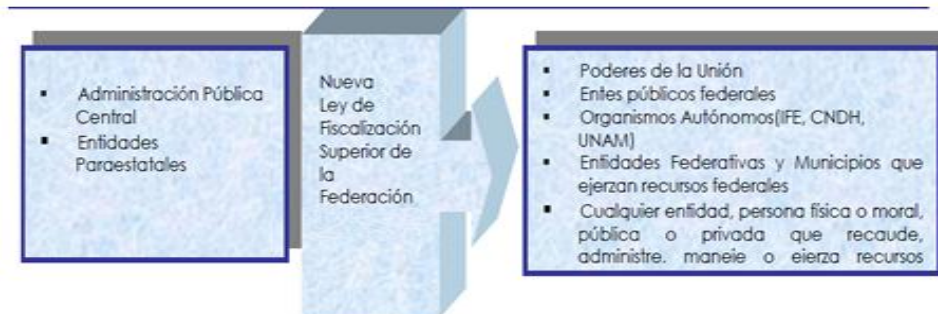 ▪ Administración Pública
Central
▪ Entidades
Paraestatales
Nueva
Ley de
Fiscalización
Superior de
la
Federación
▪ Poderes de la Unión
▪ Entes públicos federales
▪ Organismos Autónomos(IFE, CNDH,
UNAM)
▪ Entidades Federativas y Municipios que
ejerzan recursos federales
▪ Cualquier entidad, persona física o moral,
pública o privada que recaude,
administre, maneje o ejerza recursos